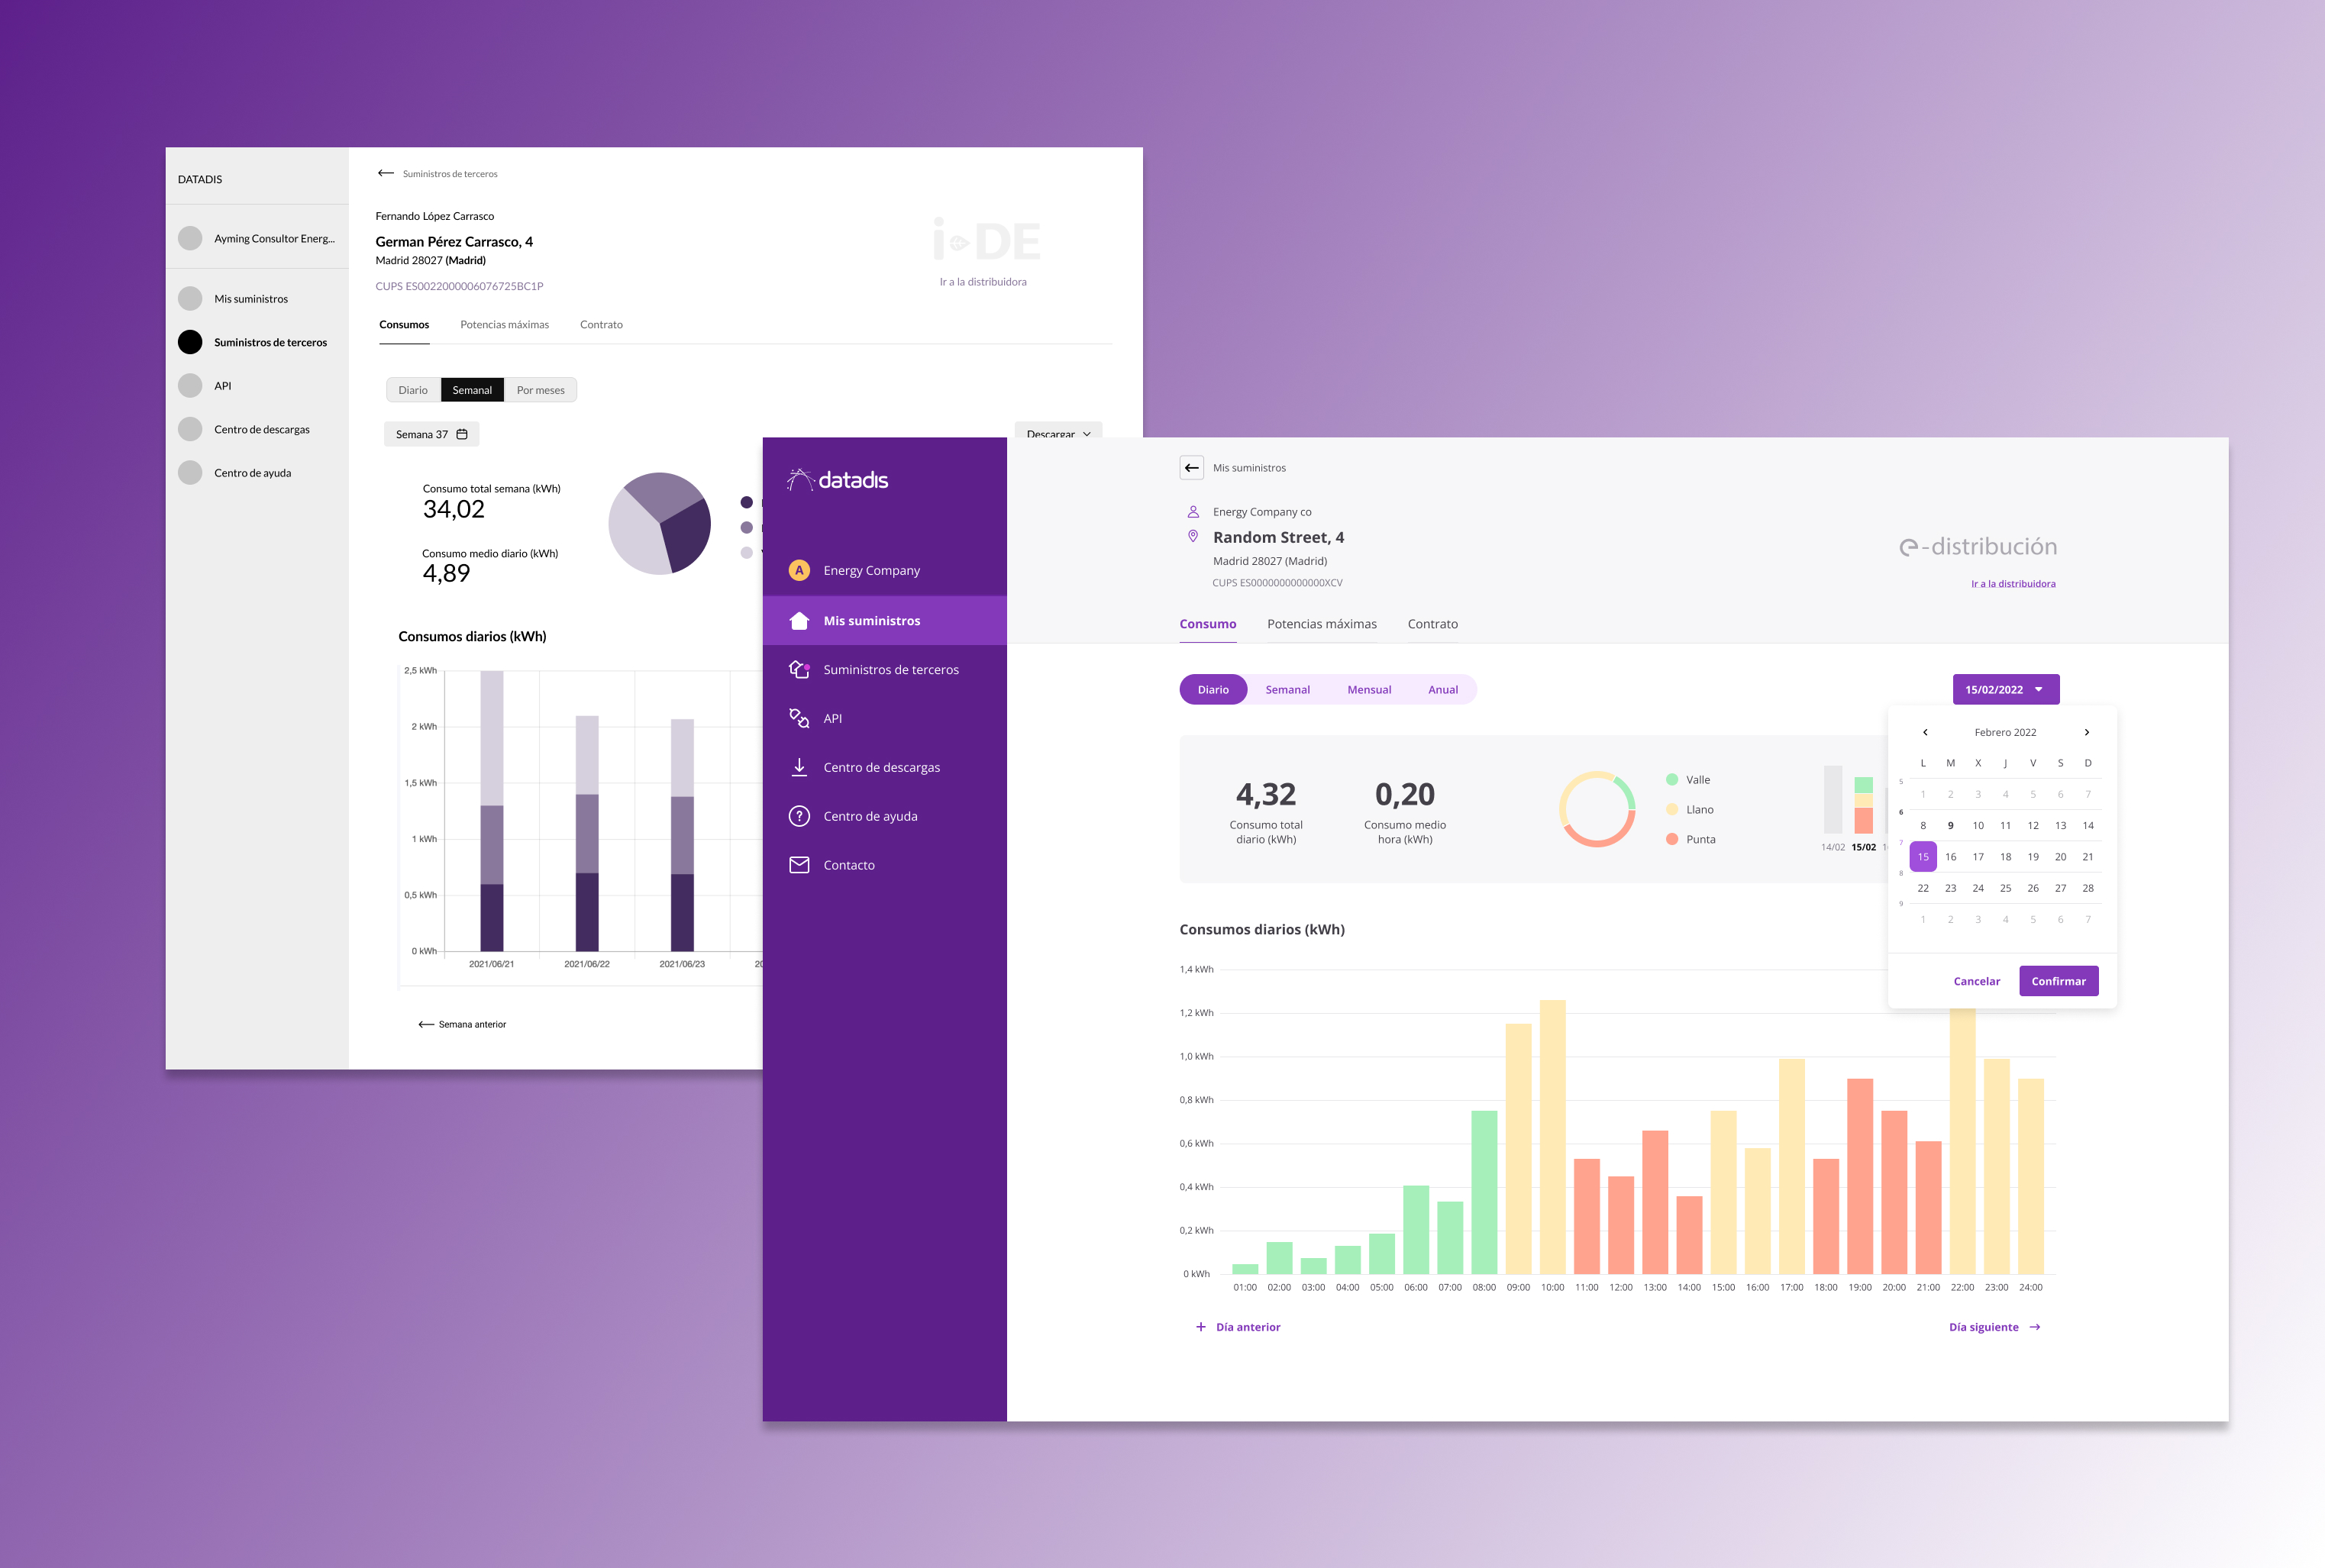 DATADIS
Ayming Consultor Energ...
Mis suministros
Suministros de terceros
API
Centro de descargas
Centro de ayuda
Suministros de terceros
Fernando López Carrasco
German Pérez Carrasco, 4
Madrid 28027 (Madrid)
CUPS ES0022000006076725BC1P
i-DE
Ir a la distribuidora
Consumos Potencias máximas Contrato
Diario Semanal Por meses
Semana 37
Descargar
Consumo total semana (kWh)
34,02
Consumo medio diario (kWh)
4,89
Consumos diarios (kWh)
2,5 kWh
2 kWh
1,5 kWh
1 kWh
0,5 kWh
0 kWh
2021/06/21 2021/06/22 2021/06/23
Semana anterior
datadis
A Energy Company
Mis suministros
Suministros de terceros
API
Centro de descargas
? Centro de ayuda
Contacto
Mis suministros
Energy Company co
Random Street, 4
Madrid 28027 (Madrid)
CUPS ES0000000000000XCV
e-distribución
Ir a la distribuidora
Consumo Potencias máximas Contrato
Diario Semanal Mensual Anual
15/02/2022
4,32
Consumo total
diario (kWh)
0,20
Consumo medio
hora (kWh)
Valle
Llano
Punta
14/02 15/02
Febrero 2022
L M X J V S D
5
1 2 3 4 5 6 7
6
8 9 10 11 12 13 14
7
15 16 17 18 19 20 21
8
22 23 24 25 26 27 28
9
1 2 3 4 5 6 7
Cancelar Confirmar
Consumos diarios (kWh)
1,4 kWh
1,2 kWh
1,0 kWh
0,8 kWh
0,6 kWh
0,4 kWh
0,2 kWh
0 kWh
01:00 02:00 03:00 04:00 05:00 06:00 07:00 08:00 09:00 10:00 11:00 12:00 13:00 14:00 15:00 16:00 17:00 18:00 19:00 20:00 21:00 22:00 23:00 24:00
Día anterior
Día siguiente